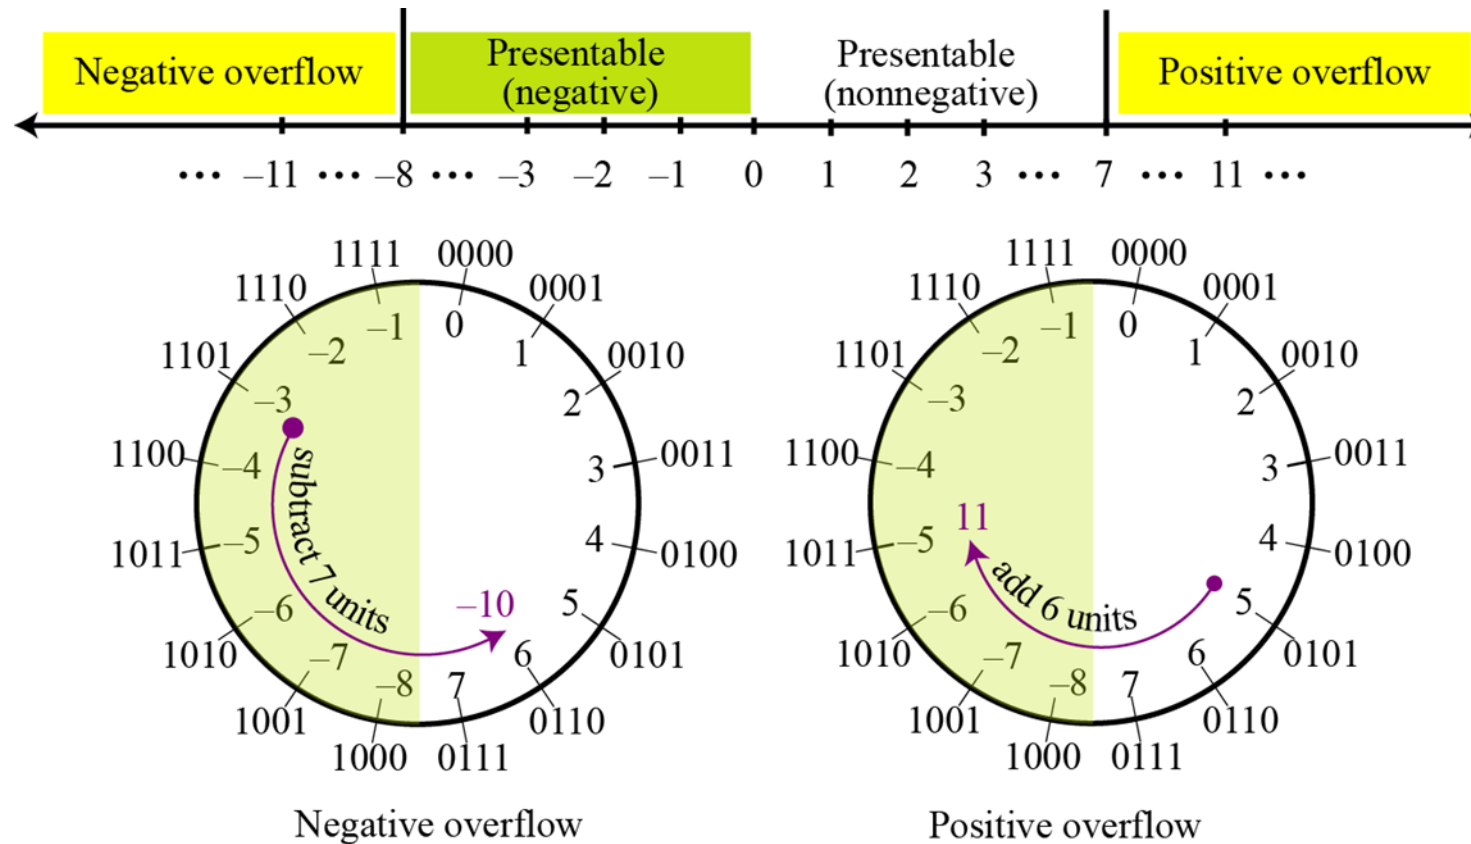 Negative overflow
Presentable
(negative)
Presentable
(nonnegative)
Positive overflow
••• –11 ••• –8 ••• –3 –2 –1 0 1 2 3 ••• 7 ••• 11 •••
1111 0000
1110 0001
–1 0
1101 –2 1 0010
–3 2
1100 –4 3 0011
subtract 7 units
1011 –5 4 0100
–6 –10 5
1010 –7 6 0101
–8 7
1001 0110
1000 0111
Negative overflow
1111 0000
1110 0001
–1 0
1101 –2 1 0010
–3 2
1100 –4 3 0011
11
1011 –5 4 0100
add 6 units
–6 5
1010 –7 6 0101
–8 7
1001 0110
1000 0111
Positive overflow